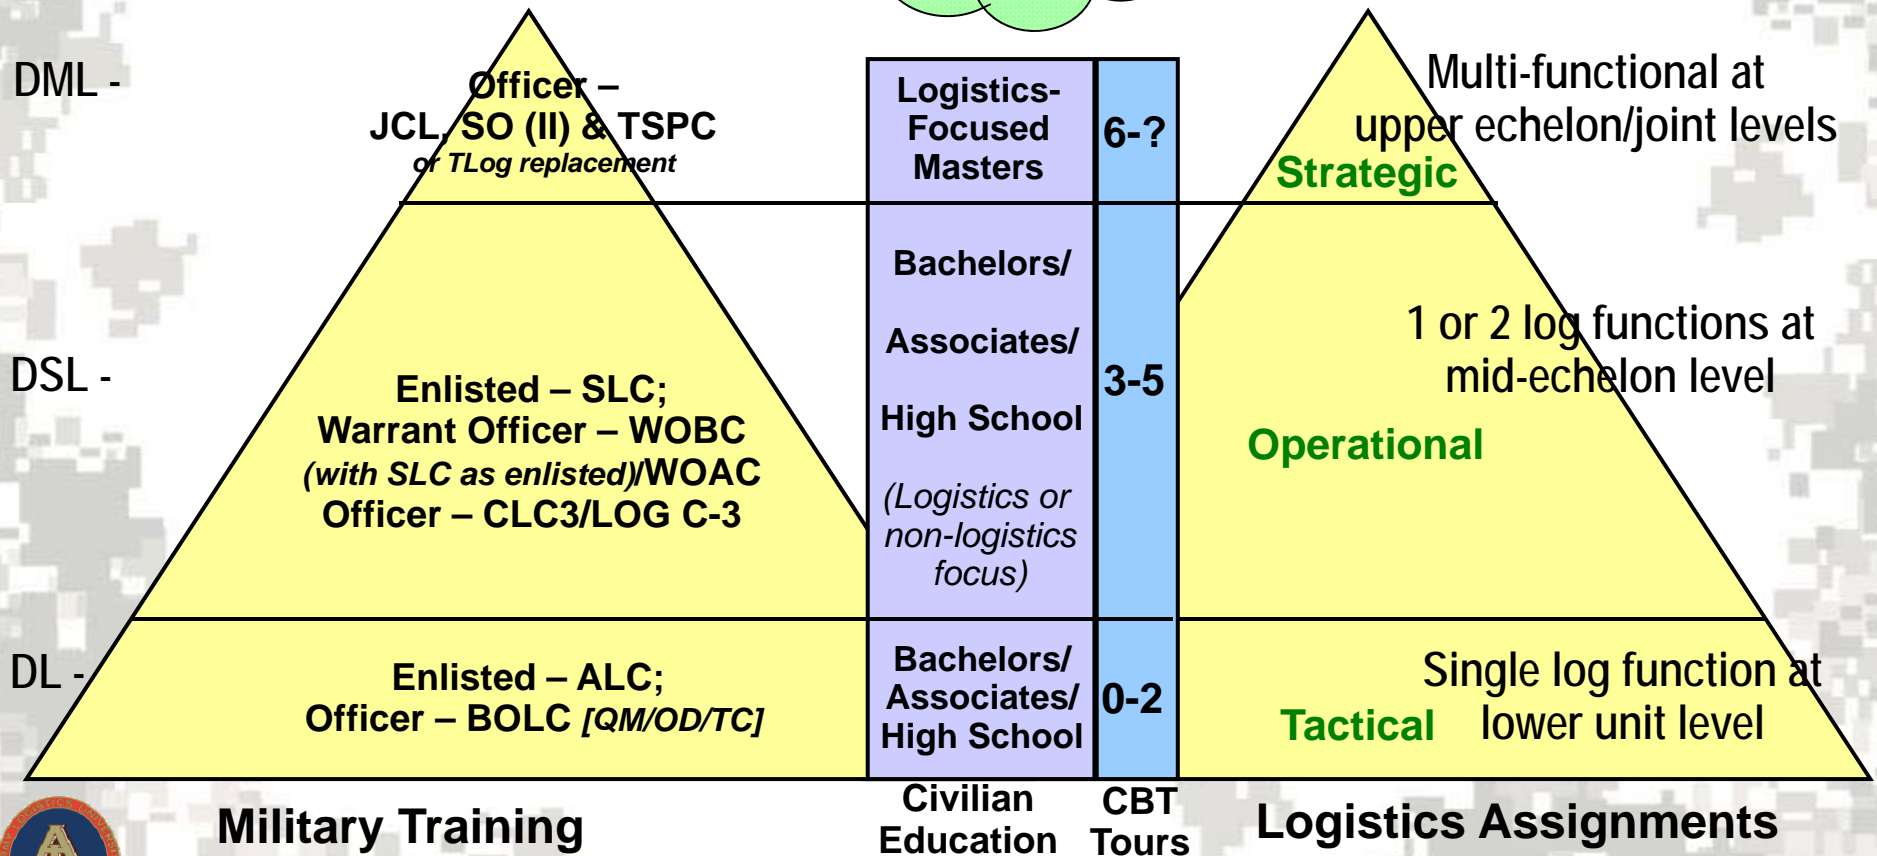 DML -
Officer –
JCL, SO (II) & TSPC
or TLog replacement
Logistics-
Focused
Masters
6-?
Multi-functional at
upper echelon/joint levels
Strategic
DSL -
Enlisted – SLC;
Warrant Officer – WOBC
(with SLC as enlisted)/WOAC
Officer – CLC3/LOG C-3
Bachelors/
Associates/
High School
(Logistics or
non-logistics
focus)
3-5
1 or 2 log functions at
mid-echelon level
Operational
DL -
Enlisted – ALC;
Officer – BOLC [QM/OD/TC]
Bachelors/
Associates/
High School
0-2
Single log function at
lower unit level
Tactical
Military Training
Civilian
Education
CBT
Tours
Logistics Assignments